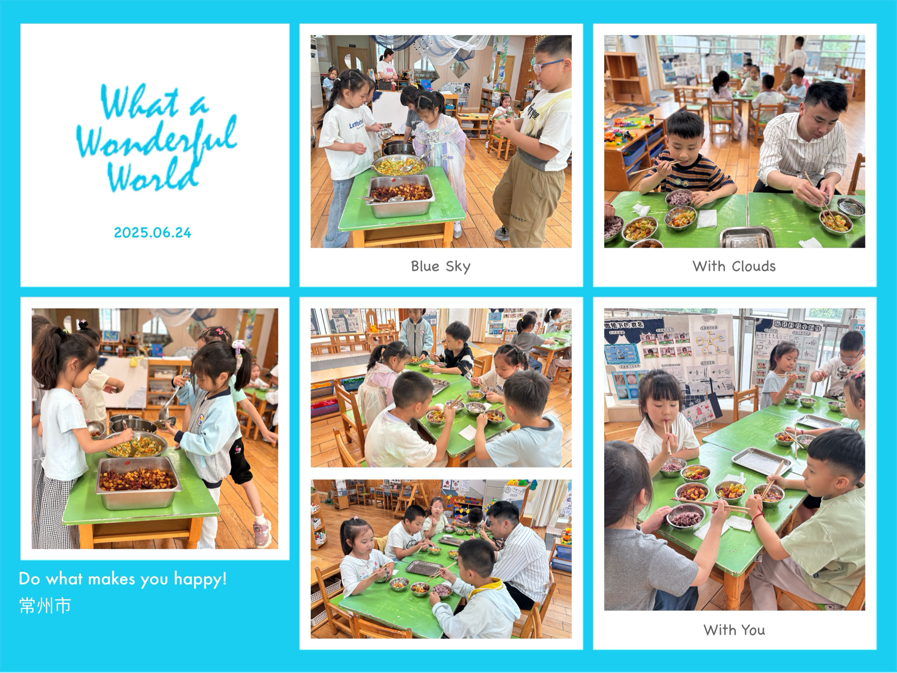 What a
Wonderful
World
2025.06.24
Blue Sky
With Clouds
Do what makes you happy!
常州市
With You